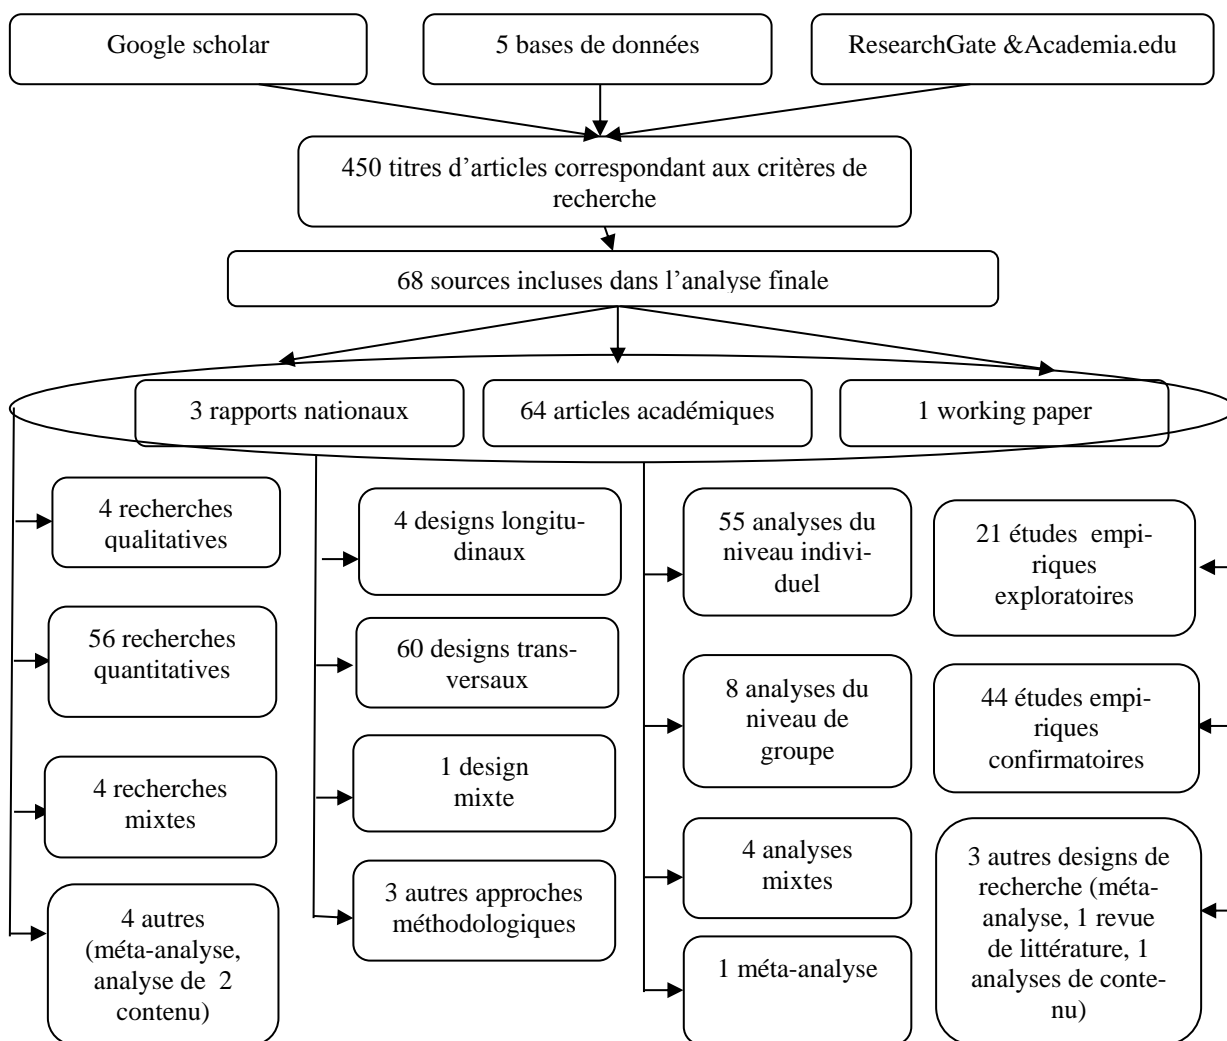 Google scholar
5 bases de données
ResearchGate &Academia.edu
450 titres d’articles correspondant aux critères de
recherche
68 sources incluses dans l’analyse finale
3 rapports nationaux
64 articles académiques
1 working paper
4 recherches
qualitatives
56 recherches
quantitatives
4 recherches
mixtes
4 autres
(méta-analyse,
analyse de 2
contenu)
4 designs longitu-
dinaux
60 designs trans-
versaux
1 design
mixte
3 autres approches
méthodologiques
55 analyses du
niveau indivi-
duel
8 analyses du
niveau de
groupe
4 analyses
mixtes
1 méta-analyse
21 études empi-
riques
exploratoires
44 études empi-
riques
confirmatoires
3 autres designs de
recherche (méta-
analyse, 1 revue
de littérature, 1
analyses de conte-
nu)